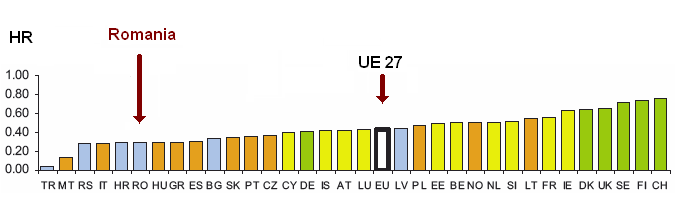 Romania
HR
UE 27
1.00
0.80
0.60
0.40
0.20
0.00
TR MT RS IT HR RO HU GR ES BG SK PT CZ CY DE IS AT LU EU LV PL EE BE NO NL SI LT FR IE DK UK SE FI CH